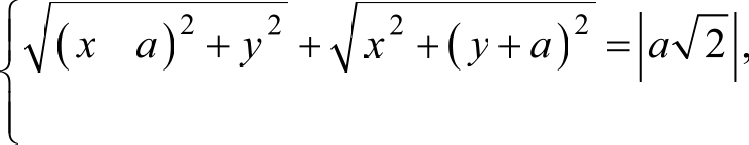 { √((x a)² + y²) + √(x² + (y + a)²) = |a√2|,